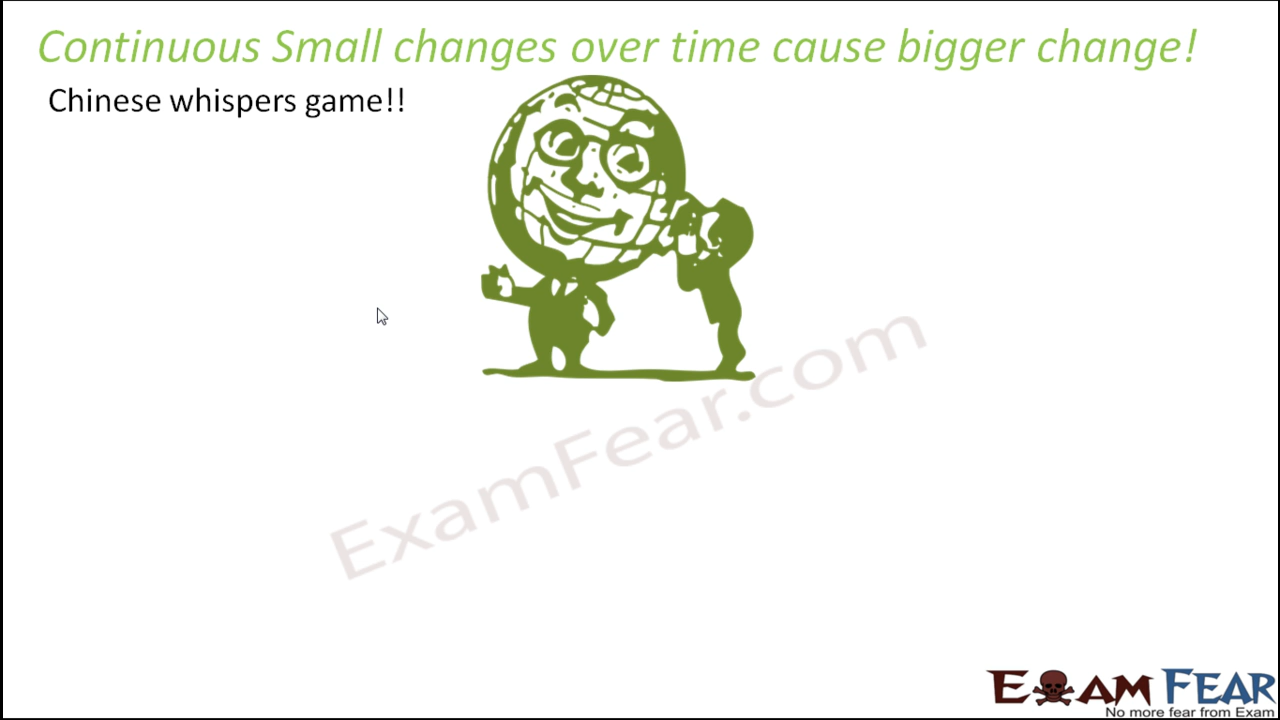 Continuous Small changes over time cause bigger change!
Chinese whispers game!!
ExamFear.com
EXAM FEAR
No more fear from Exam